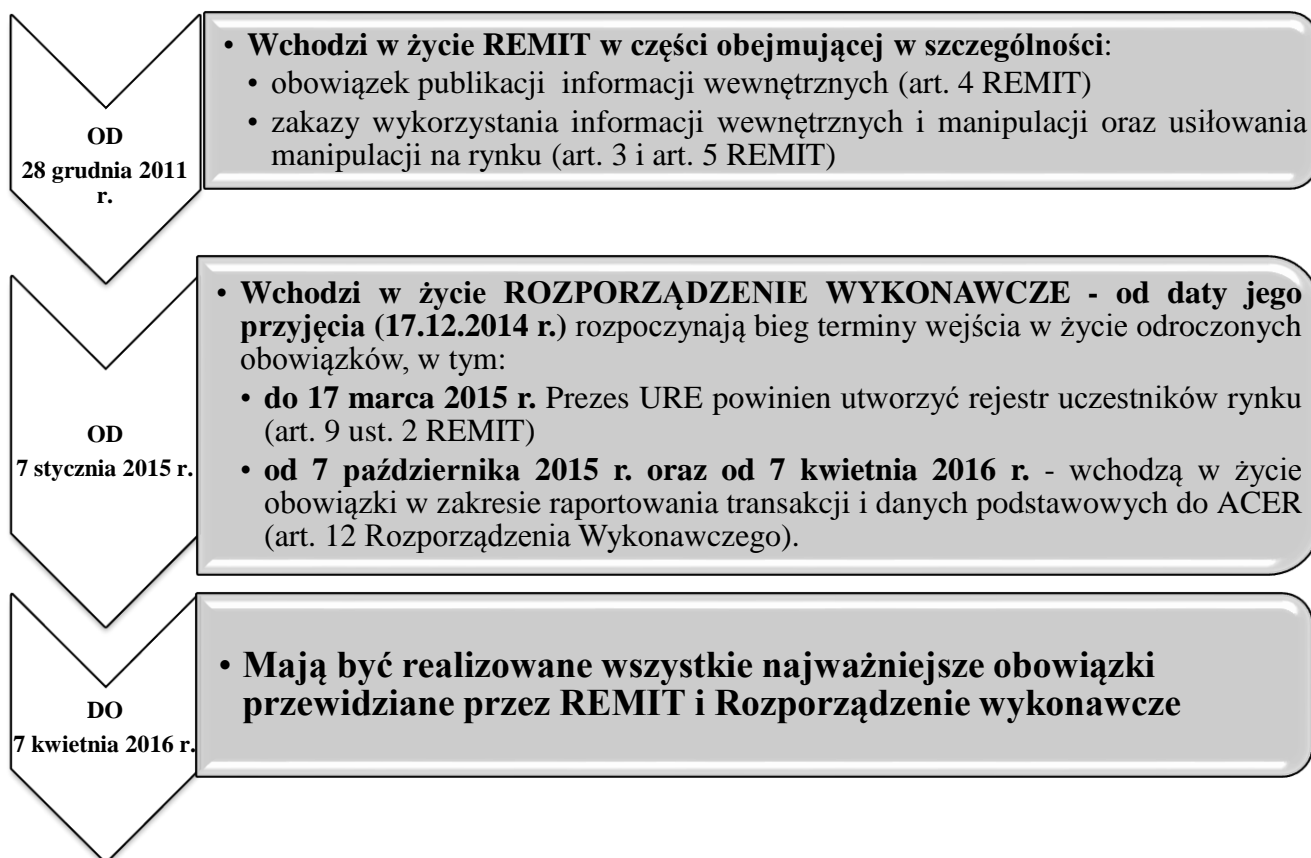 OD
28 grudnia 2011
r.
• Wchodzi w życie REMIT w części obejmującej w szczególności:
• obowiązek publikacji informacji wewnętrznych (art. 4 REMIT)
• zakazy wykorzystania informacji wewnętrznych i manipulacji oraz usiłowania
manipulacji na rynku (art. 3 i art. 5 REMIT)
OD
7 stycznia 2015 r.
• Wchodzi w życie ROZPORZĄDZENIE WYKONAWCZE - od daty jego
przyjęcia (17.12.2014 r.) rozpoczynają bieg terminy wejścia w życie odroczonych
obowiązków, w tym:
• do 17 marca 2015 r. Prezes URE powinien utworzyć rejestr uczestników rynku
(art. 9 ust. 2 REMIT)
• od 7 października 2015 r. oraz od 7 kwietnia 2016 r. - wchodzą w życie
obowiązki w zakresie raportowania transakcji i danych podstawowych do ACER
(art. 12 Rozporządzenia Wykonawczego).
DO
7 kwietnia 2016 r.
• Mają być realizowane wszystkie najważniejsze obowiązki
przewidziane przez REMIT i Rozporządzenie wykonawcze